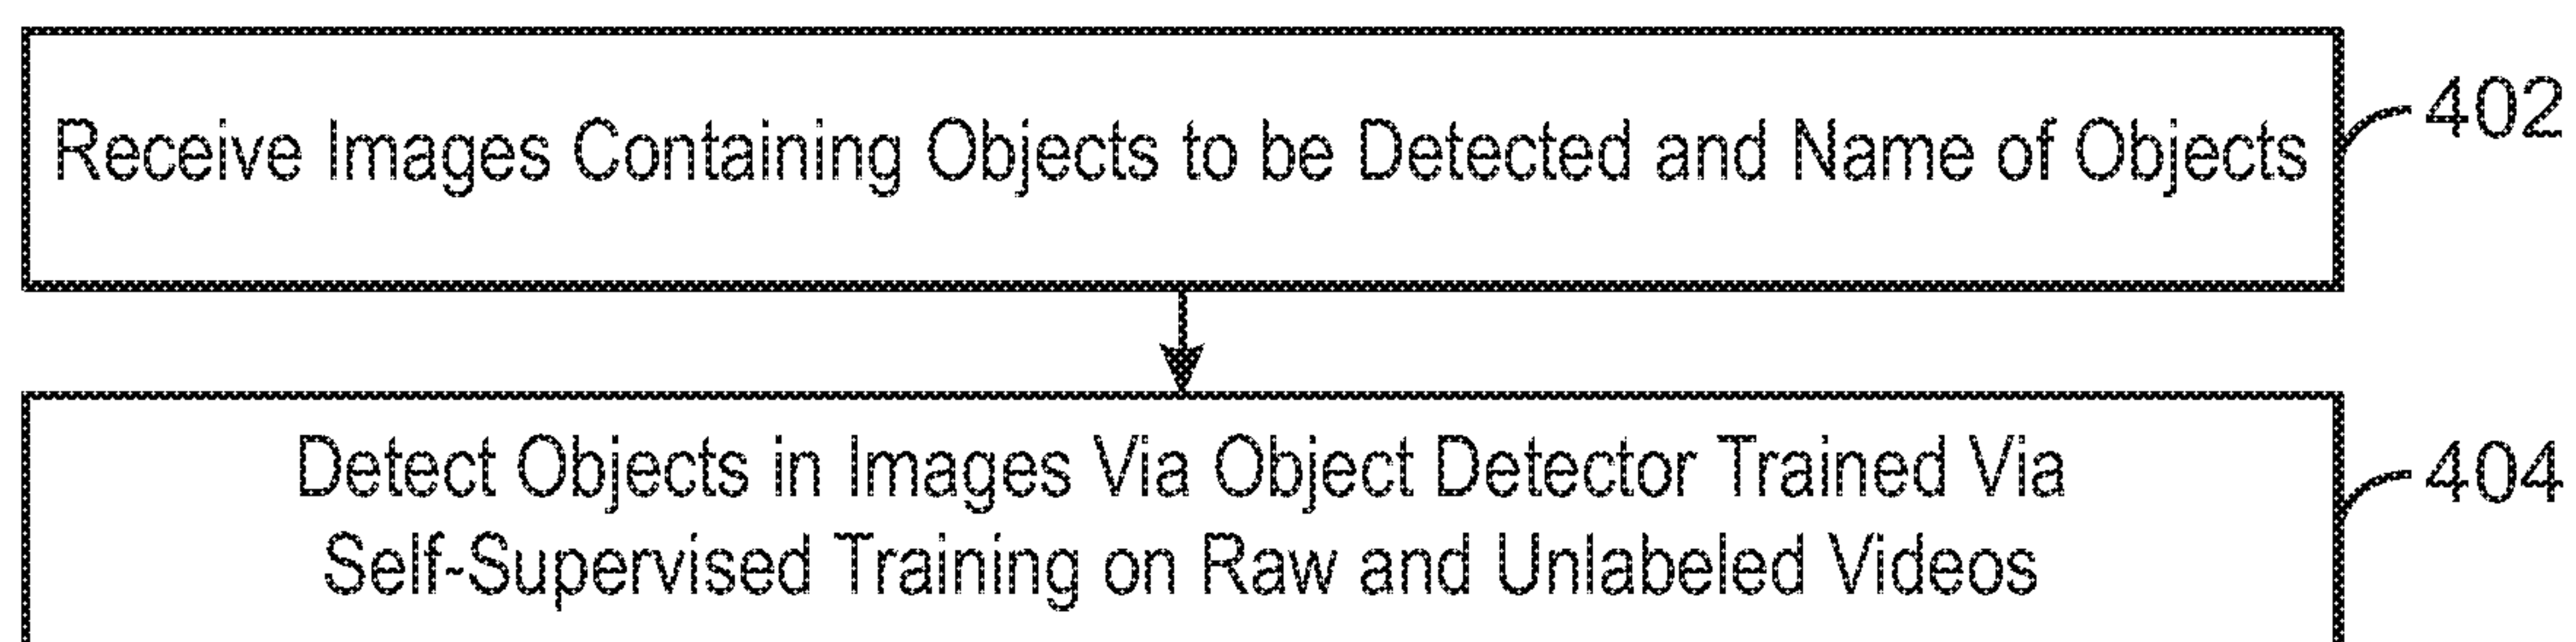 Receive Images Containing Objects to be Detected and Name of Objects
402
Detect Objects in Images Via Object Detector Trained Via
Self-Supervised Training on Raw and Unlabeled Videos
404